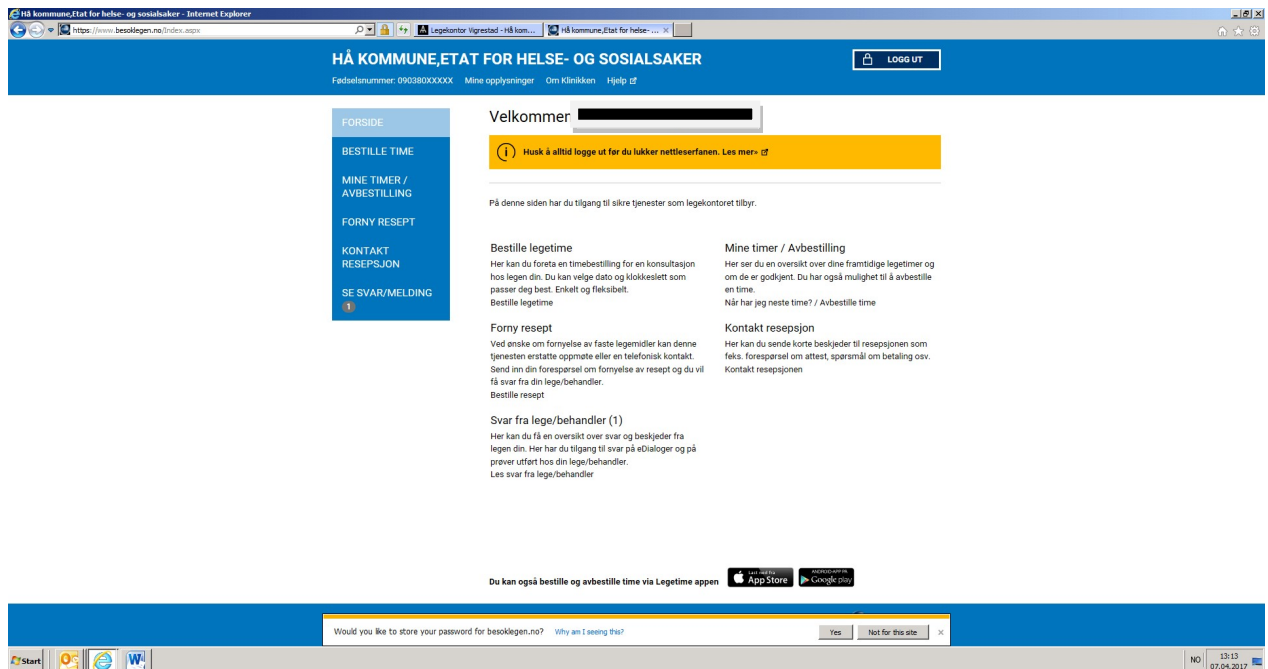 Hå kommune,Etat for helse- og sosialsaker - Internet Explorer
https://www.besoklegen.no/Index.aspx
Legekontor Vigrestad - Hå kom...
Hå kommune,Etat for helse- ...
HÅ KOMMUNE,ETAT FOR HELSE- OG SOSIALSAKER
LOGG UT
Fødselsnummer: 090380XXXXX Mine opplysninger Om Klinikken Hjelp
FORSIDE
BESTILLE TIME
MINE TIMER /
AVBESTILLING
FORNY RESEPT
KONTAKT
RESEPSJON
SE SVAR/MELDING
1
Velkommen
Husk å alltid logge ut før du lukker nettleserfanen. Les mer»
På denne siden har du tilgang til sikre tjenester som legekontoret tilbyr.
Bestille legetime
Her kan du foreta en timebestilling for en konsultasjon
hos legen din. Du kan velge dato og klokkeslett som
passer deg best. Enkelt og fleksibelt.
Bestille legetime
Mine timer / Avbestilling
Her ser du en oversikt over dine framtidige legetimer og
om de er godkjent. Du har også mulighet til å avbestille
en time.
Når har jeg neste time? / Avbestille time
Forny resept
Ved ønske om fornyelse av faste legemidler kan denne
tjenesten erstatte oppmøte eller en telefonisk kontakt.
Send inn din forespørsel om fornyelse av resept og du vil
få svar fra din lege/behandler.
Bestille resept
Kontakt resepsjon
Her kan du sende korte beskjeder til resepsjonen som
feks. forespørsel om attest, spørsmål om betaling osv.
Kontakt resepsjonen
Svar fra lege/behandler (1)
Her kan du få en oversikt over svar og beskjeder fra
legen din. Her har du tilgang til svar på eDialoger og på
prøver utført hos din lege/behandler.
Les svar fra lege/behandler
Du kan også bestille og avbestille time via Legetime appen
Last ned fra
App Store
ANDROID APP PÅ
Google play
Would you like to store your password for besoklegen.no? Why am I seeing this?
Yes
Not for this site
Start
NO
13:13
07.04.2017